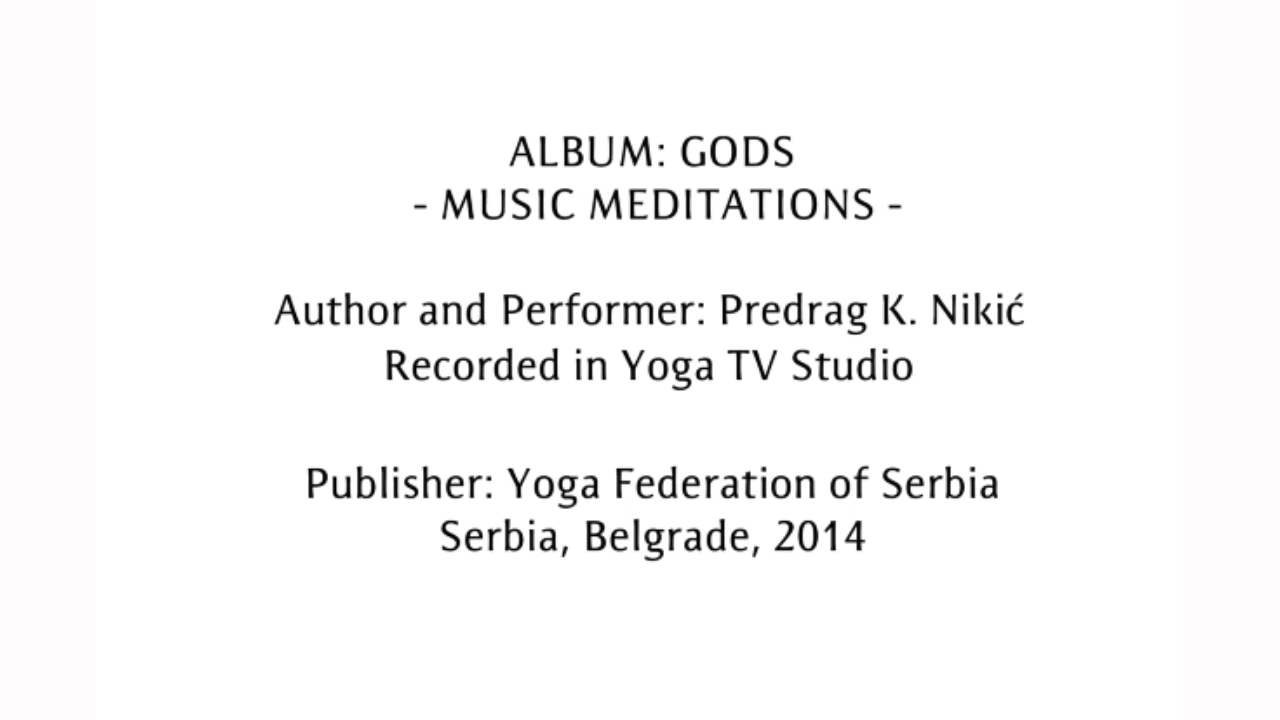 ALBUM: GODS
- MUSIC MEDITATIONS -
Author and Performer: Predrag K. Nikić
Recorded in Yoga TV Studio
Publisher: Yoga Federation of Serbia
Serbia, Belgrade, 2014